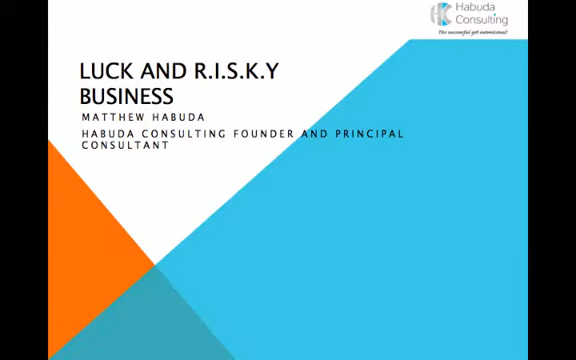 Habuda
Consulting
The successful get intentional!
LUCK AND R.I.S.K.Y
BUSINESS
MATTHEW HABUDA
HABUDA CONSULTING FOUNDER AND PRINCIPAL
CONSULTANT